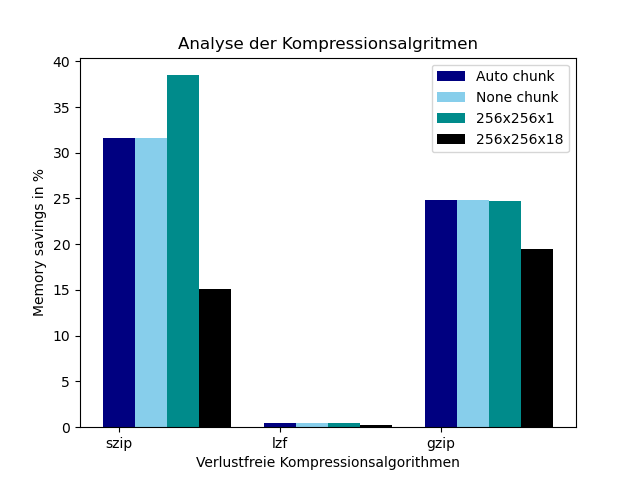 Analyse der Kompressionsalgritmen
Memory savings in %
40
35
30
25
20
15
10
5
0
Auto chunk
None chunk
256x256x1
256x256x18
szip
lzf
gzip
Verlustfreie Kompressionsalgorithmen